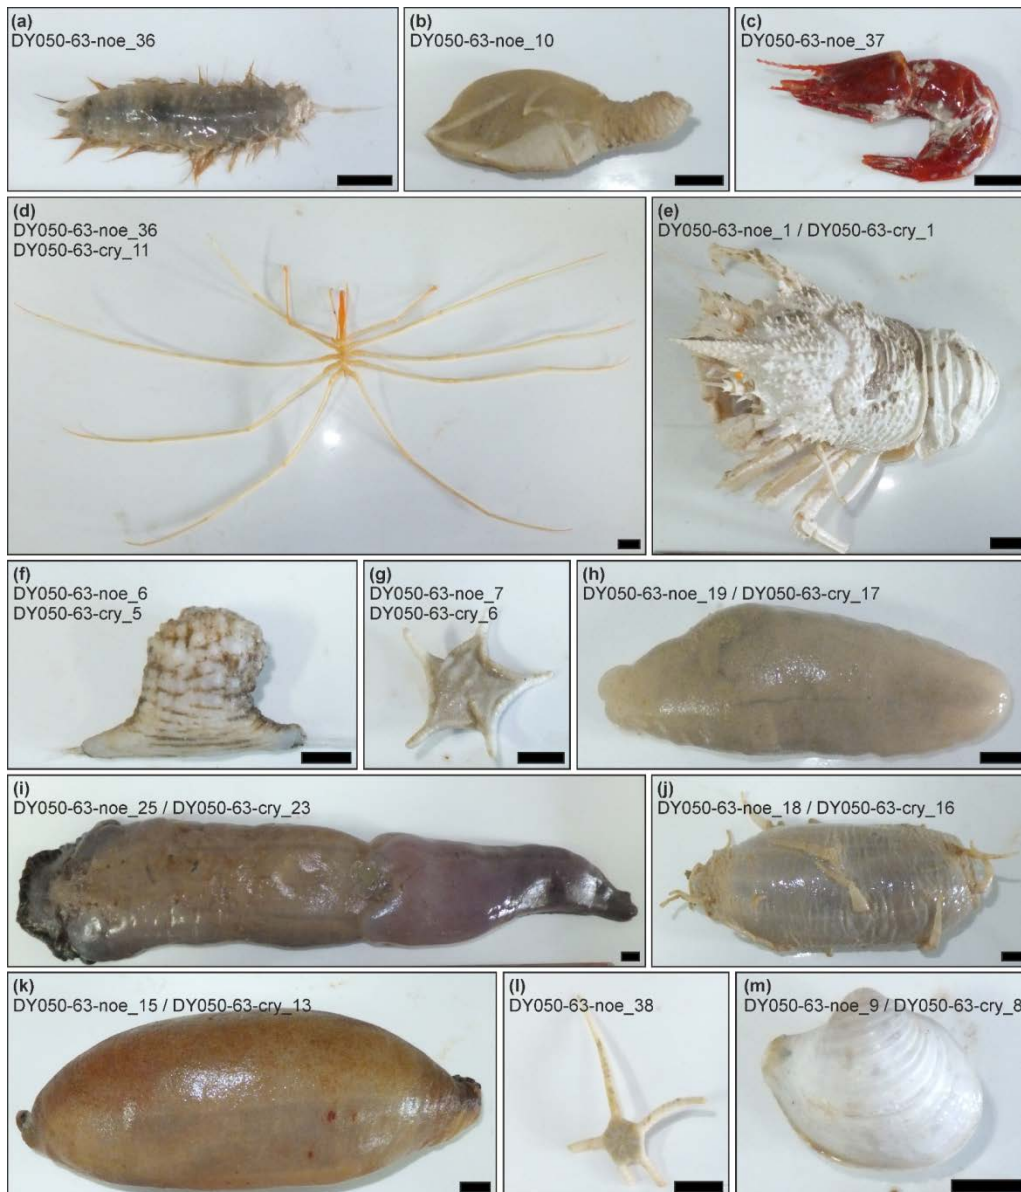 (a)
DY050-63-noe_36
(b)
DY050-63-noe_10
(c)
DY050-63-noe_37
(d)
DY050-63-noe_36
DY050-63-cry_11
(e)
DY050-63-noe_1 / DY050-63-cry_1
(f)
DY050-63-noe_6
DY050-63-cry_5
(g)
DY050-63-noe_7
DY050-63-cry_6
(h)
DY050-63-noe_19 / DY050-63-cry_17
(i)
DY050-63-noe_25 / DY050-63-cry_23
(j)
DY050-63-noe_18 / DY050-63-cry_16
(k)
DY050-63-noe_15 / DY050-63-cry_13
(l)
DY050-63-noe_38
(m)
DY050-63-noe_9 / DY050-63-cry_8